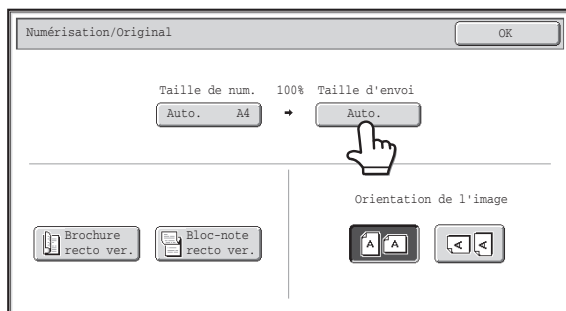 Numérisation/Original
OK
Taille de num. 100% Taille d'envoi
Auto. A4 → Auto.
Orientation de l'image
Brochure
recto ver.
Bloc-note
recto ver.
A A A A